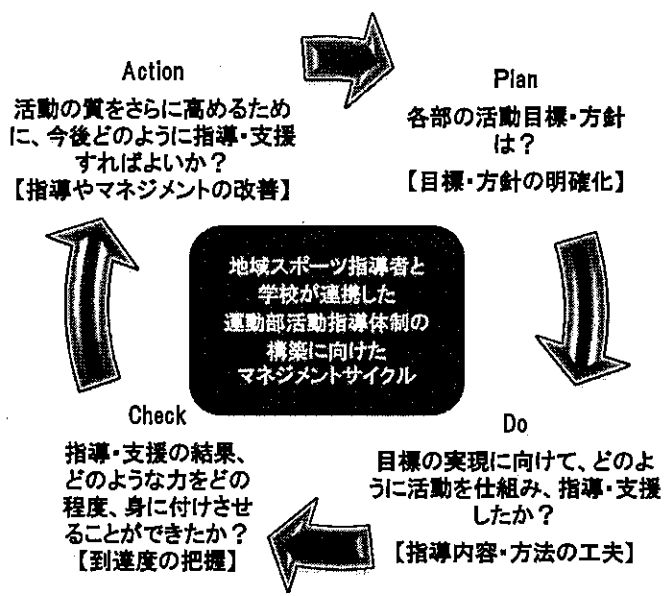 Action
活動の質をさらに高めるため
に、今後どのように指導・支援
すればよいか？
【指導やマネジメントの改善】
Plan
各部の活動目標・方針
は？
【目標・方針の明確化】
地域スポーツ指導者と
学校が連携した
運動部活動指導体制の
構築に向けた
マネジメントサイクル
Check
指導・支援の結果、
どのような力をどの
程度、身に付けさせ
ることができたか？
【到達度の把握】
Do
目標の実現に向けて、どのよ
うに活動を仕組み、指導・支援
したか？
【指導内容・方法の工夫】